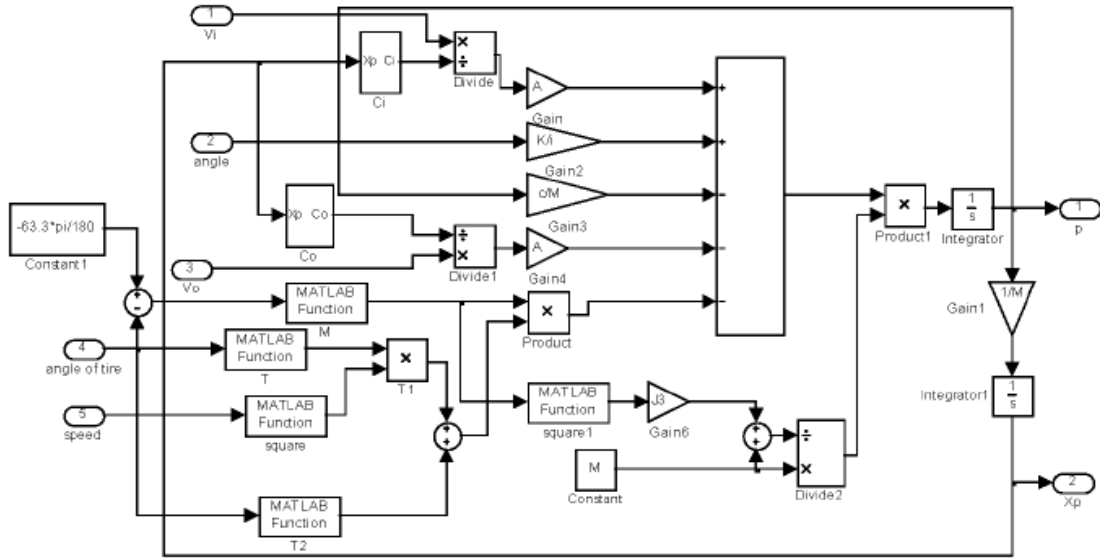 1
Vi
Xp Ci
Ci
×
÷
Divide
A
Gain
2
angle
K/i
Gain2
c/M
Gain3
+
+
−
−
−
-63.3*pi/180
Constant1
Xp Co
Co
÷
×
Divide1
A
Gain4
3
Vo
×
Product1
1
s
Integrator
1
p
+
−
MATLAB
Function
M
×
Product
1/M
Gain1
4
angle of tire
MATLAB
Function
T
×
T1
1
s
Integrator1
5
speed
MATLAB
Function
square
+
+
MATLAB
Function
square1
J3
Gain6
+
+
÷
×
Divide2
M
Constant
MATLAB
Function
T2
2
Xp